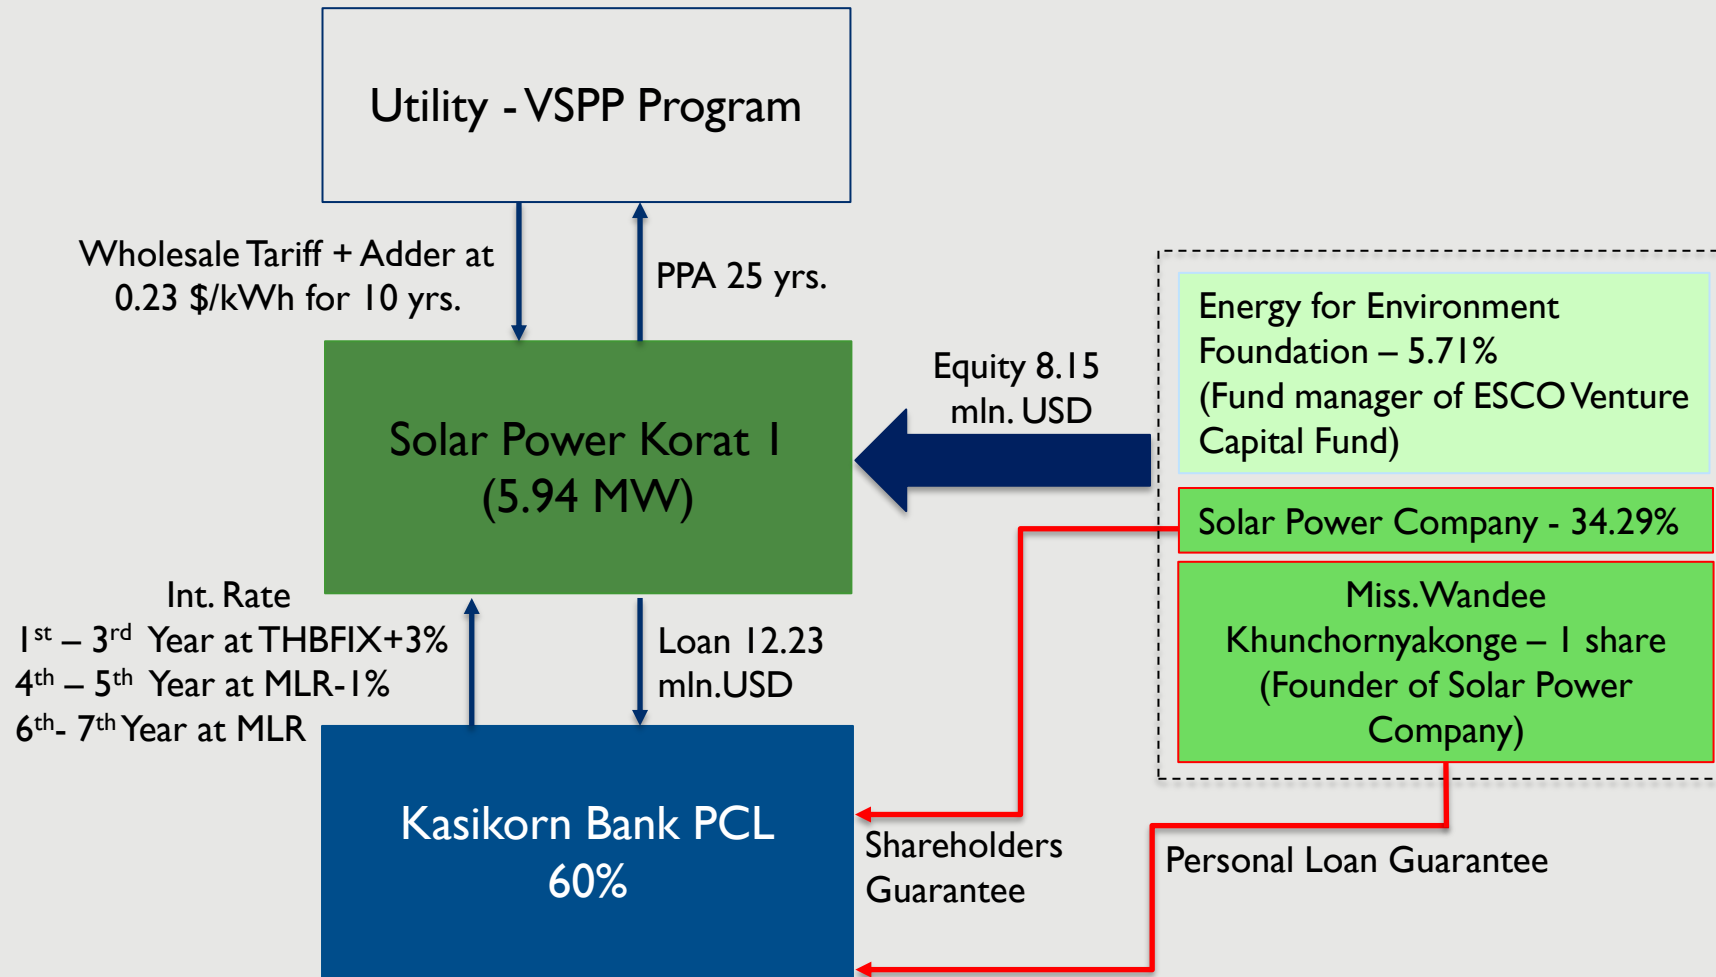 Utility - VSPP Program
Wholesale Tariff + Adder at
0.23 $/kWh for 10 yrs.
PPA 25 yrs.
Solar Power Korat 1
(5.94 MW)
Equity 8.15
mln. USD
Energy for Environment
Foundation – 5.71%
(Fund manager of ESCO Venture
Capital Fund)
Solar Power Company - 34.29%
Miss. Wandee
Khunchornyakonge – 1 share
(Founder of Solar Power
Company)
Int. Rate
1st – 3rd Year at THBFIX+3%
4th – 5th Year at MLR-1%
6th- 7th Year at MLR
Loan 12.23
mln.USD
Kasikorn Bank PCL
60%
Shareholders
Guarantee
Personal Loan Guarantee